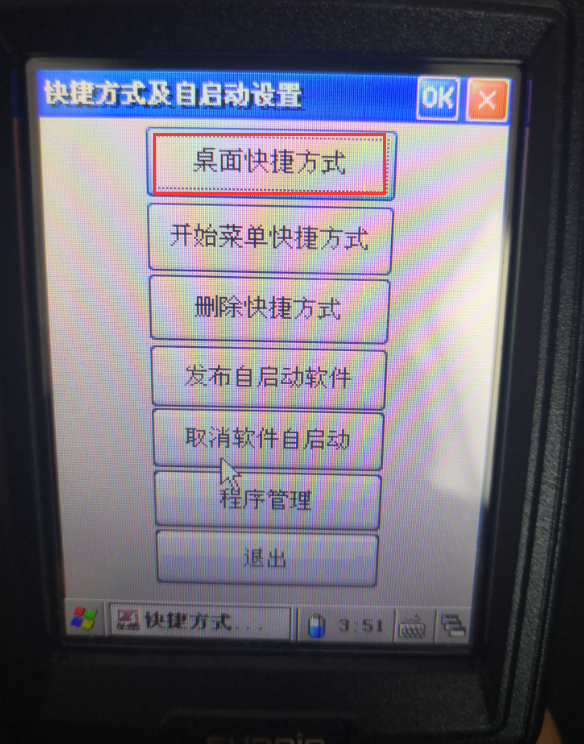 快捷方式及自启动设置 OK
桌面快捷方式
开始菜单快捷方式
删除快捷方式
发布自启动软件
取消软件自启动
程序管理
退出
快捷方式... 3:51